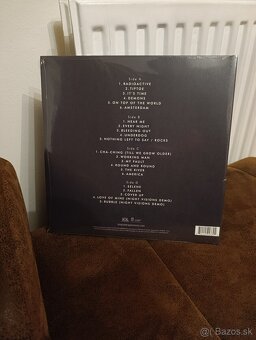 Side A
1. RADIOACTIVE
2. TIPTOE
3. IT'S TIME
4. DEMONS
5. ON TOP OF THE WORLD
6. AMSTERDAM
Side B
1. HEAR ME
2. EVERY NIGHT
3. BLEEDING OUT
4. UNDERDOG
5. NOTHING LEFT TO SAY / ROCKS
Side C
1. CHA-CHING (TILL WE GROW OLDER)
2. WORKING MAN
3. MY FAULT
4. ROUND AND ROUND
5. THE RIVER
6. AMERICA
Side D
1. SELENE
2. FALLEN
3. COVER UP
4. LOVE OF MINE (NIGHT VISIONS DEMO)
5. BUBBLE (NIGHT VISIONS DEMO)
© sBazar.sk